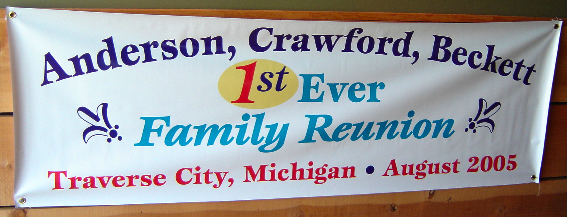 Anderson, Crawford, Beckett
1st Ever
Family Reunion
Traverse City, Michigan • August 2005